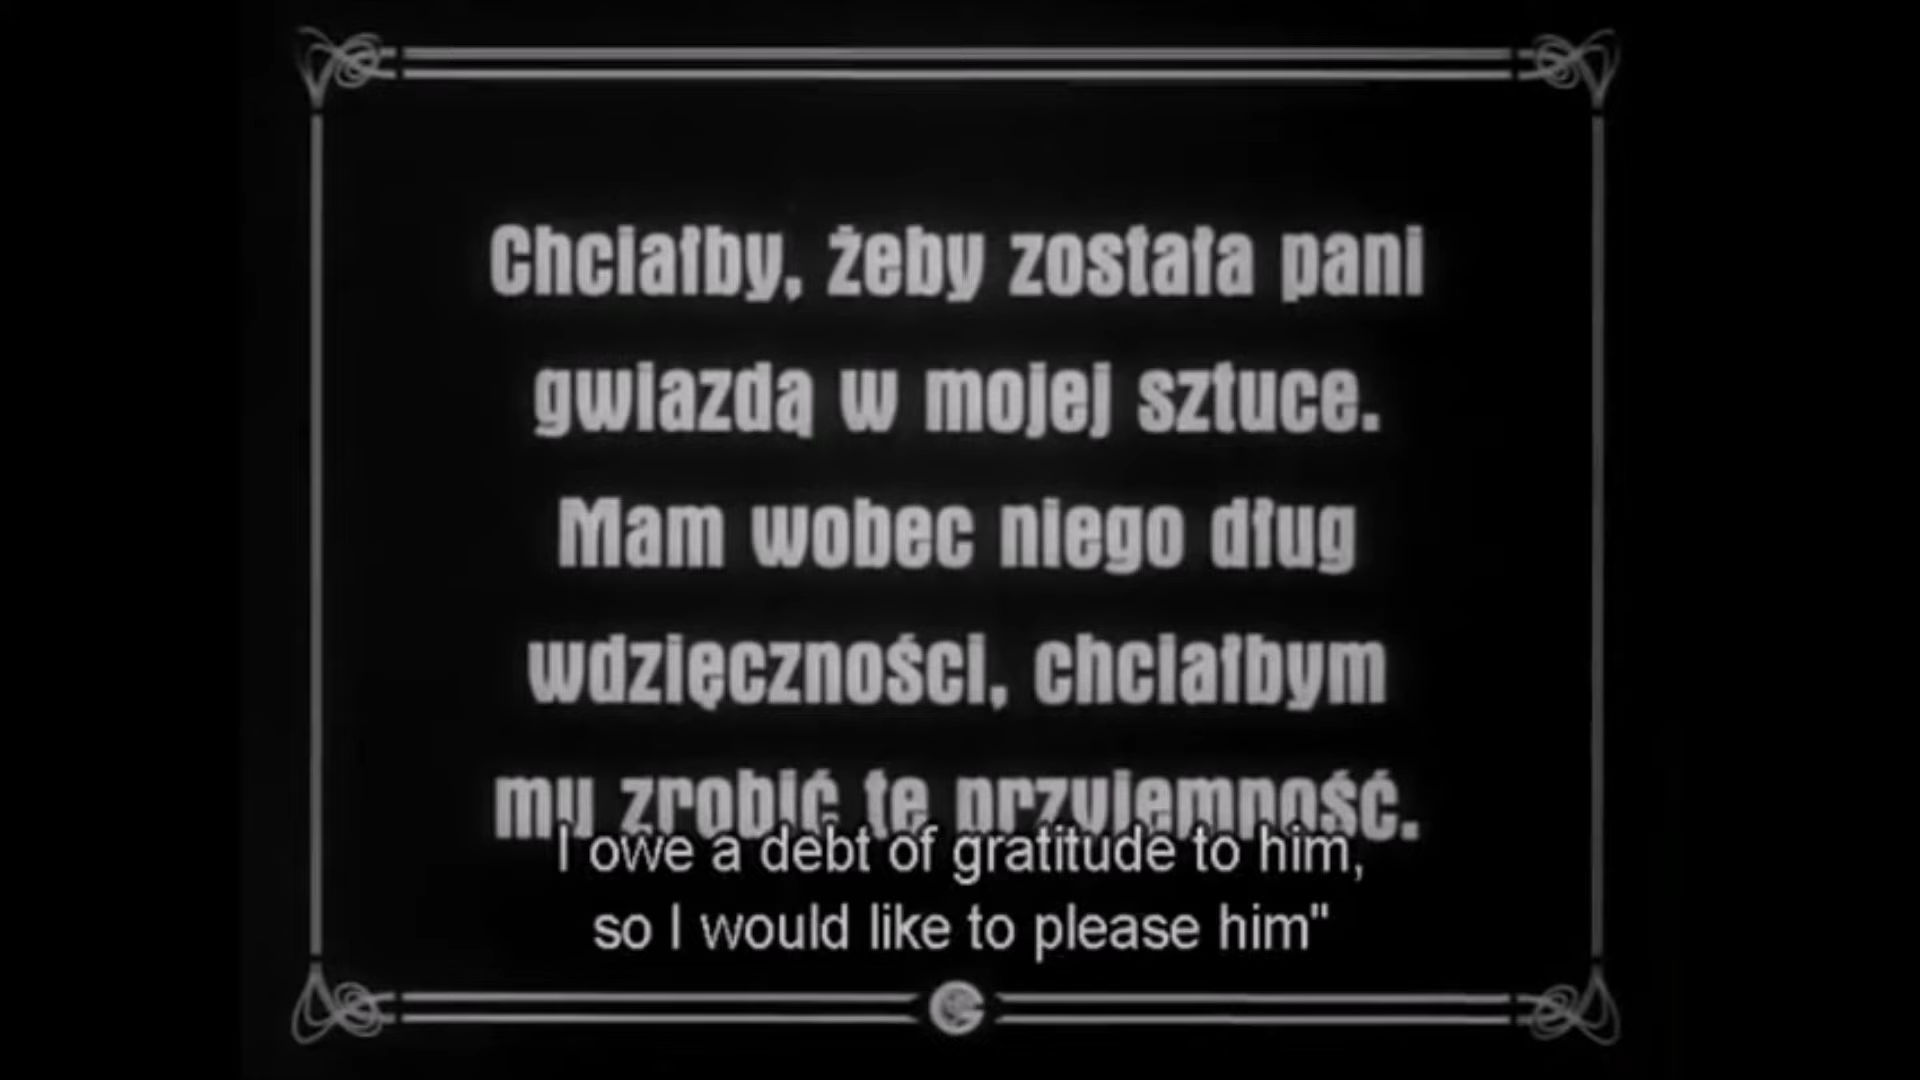 Chciałby, żeby została pani
gwiazdą w mojej sztuce.
Mam wobec niego dług
wdzięczności, chciałbym
mu zrobić tę przyjemność.
I owe a debt of gratitude to him,
so I would like to please him"